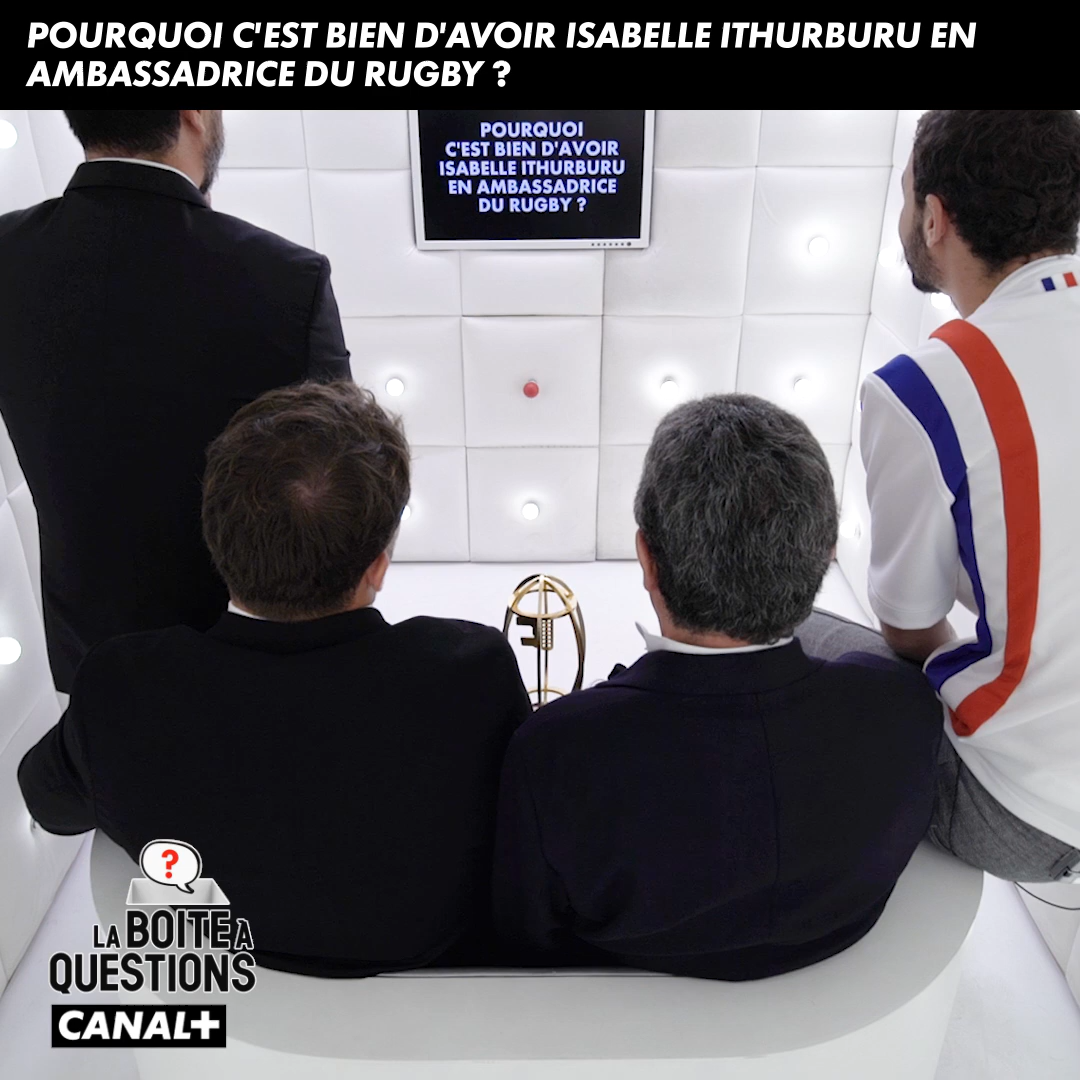 POURQUOI C'EST BIEN D'AVOIR ISABELLE ITHURBURU EN
AMBASSADRICE DU RUGBY ?
POURQUOI
C'EST BIEN D'AVOIR
ISABELLE ITHURBURU
EN AMBASSADRICE
DU RUGBY ?
?
LA BOITE À
QUESTIONS
CANAL+